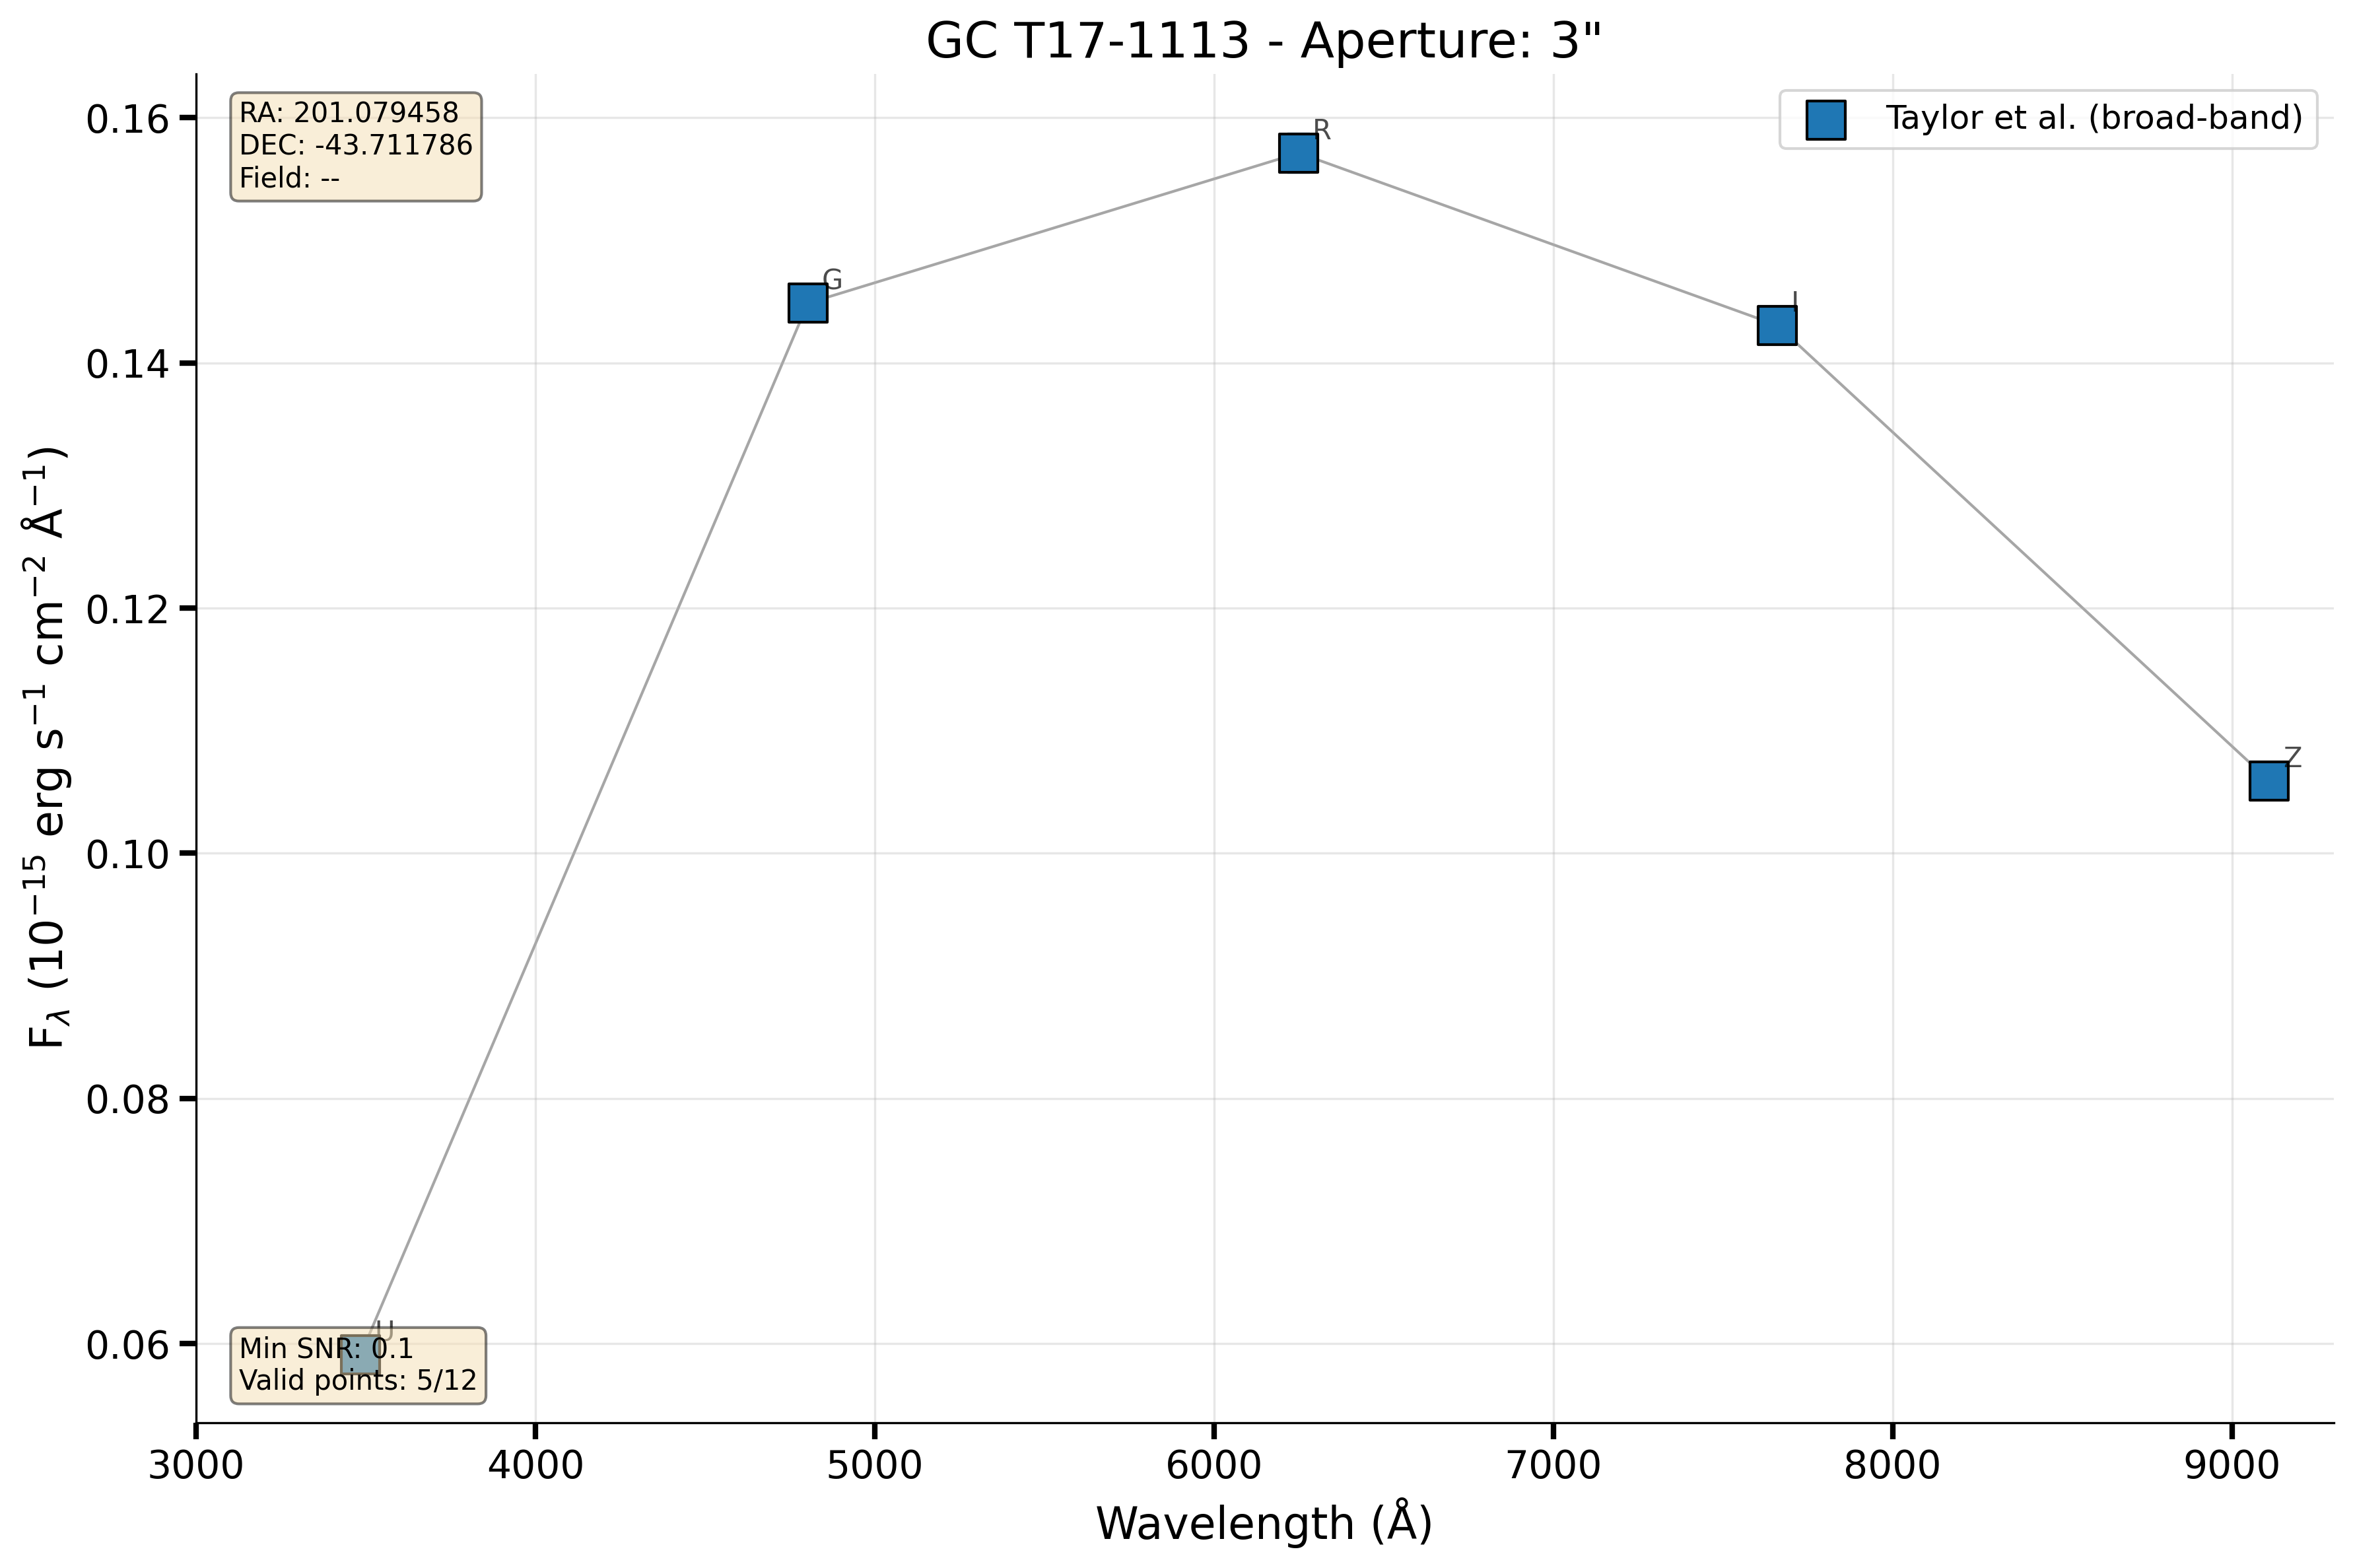 GC T17-1113 - Aperture: 3"
RA: 201.079458
DEC: -43.711786
Field: --
Taylor et al. (broad-band)
R
G
I
Z
U
Min SNR: 0.1
Valid points: 5/12
0.16
0.14
0.12
0.10
0.08
0.06
F_λ (10⁻¹⁵ erg s⁻¹ cm⁻² Å⁻¹)
3000 4000 5000 6000 7000 8000 9000
Wavelength (Å)